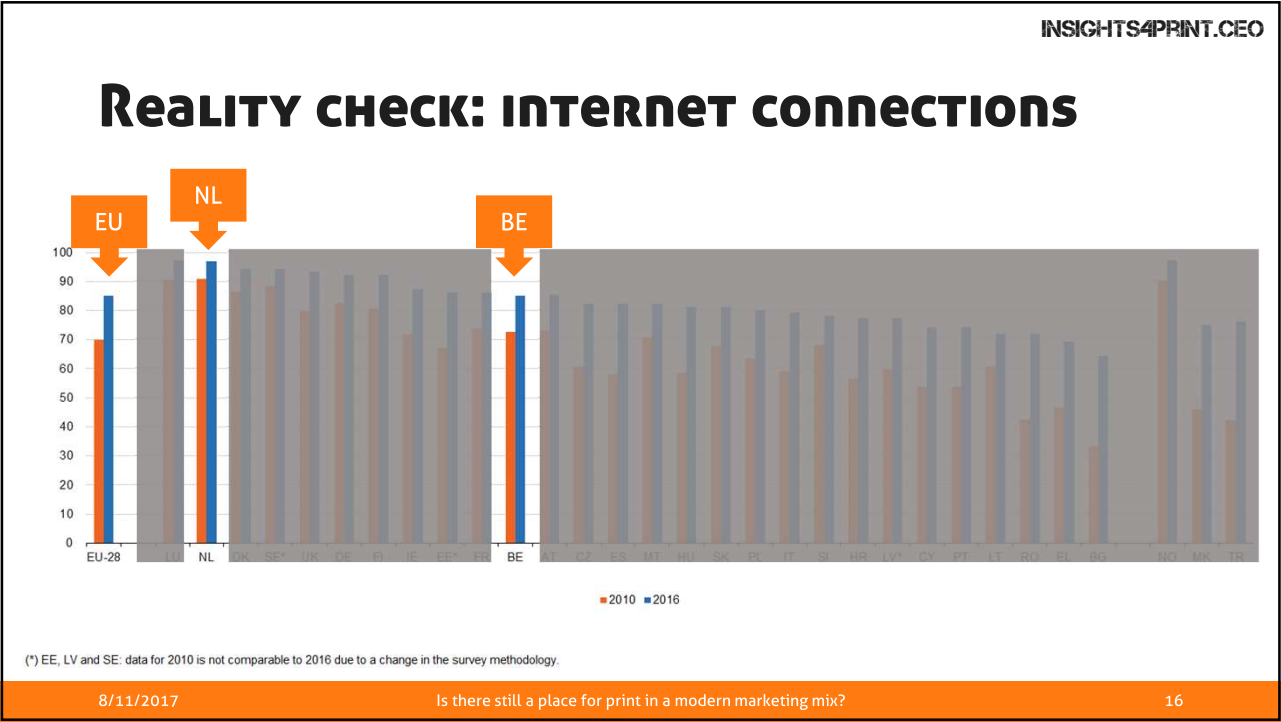 INSIGHTS4PRINT.CEO
Reality check: internet connections
NL
EU
BE
100
90
80
70
60
50
40
30
20
10
0
EU-28 LU NL DK SE* UK DE FI IE EE* FR BE AT CZ ES MT HU SK PL IT SI HR LV* CY PT LT RO EL BG NO MK TR
2010 2016
(*) EE, LV and SE: data for 2010 is not comparable to 2016 due to a change in the survey methodology.
8/11/2017 Is there still a place for print in a modern marketing mix? 16